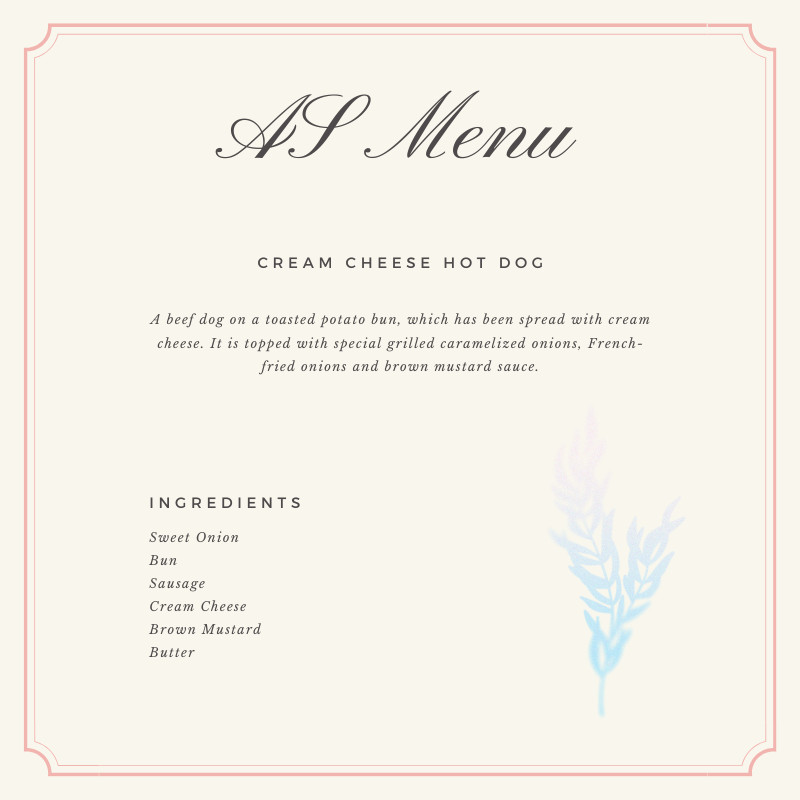 AS Menu
CREAM CHEESE HOT DOG
A beef dog on a toasted potato bun, which has been spread with cream
cheese. It is topped with special grilled caramelized onions, French-
fried onions and brown mustard sauce.
INGREDIENTS
Sweet Onion
Bun
Sausage
Cream Cheese
Brown Mustard
Butter